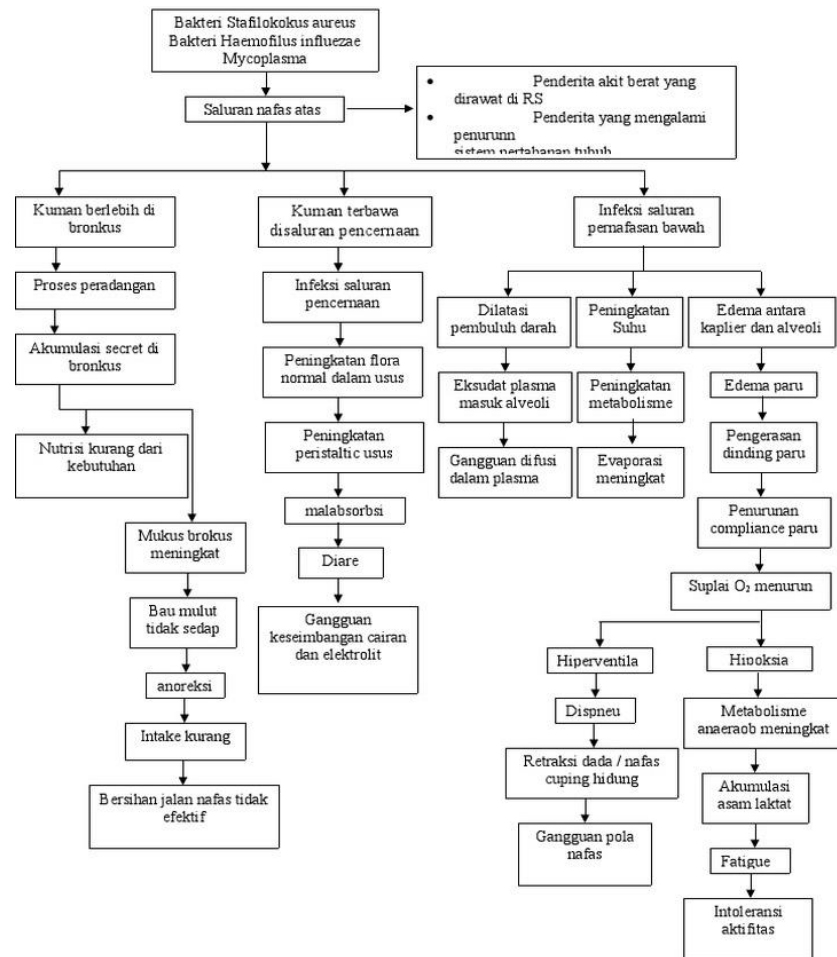 Bakteri Stafilokokus aureus
Bakteri Haemofilus influezae
Mycoplasma
Saluran nafas atas
• Penderita akit berat yang
dirawat di RS
• Penderita yang mengalami
penurunn
sistem pertahanan tubuh
Kuman berlebih di
bronkus
Proses peradangan
Akumulasi secret di
bronkus
Nutrisi kurang dari
kebutuhan
Mukus brokus
meningkat
Bau mulut
tidak sedap
anoreksi
Intake kurang
Bersihan jalan nafas tidak
efektif
Kuman terbawa
disaluran pencernaan
Infeksi saluran
pencernaan
Peningkatan flora
normal dalam usus
Peningkatan
peristaltic usus
malabsorbsi
Diare
Gangguan
keseimbangan cairan
dan elektrolit
Infeksi saluran
pernafasan bawah
Dilatasi
pembuluh darah
Eksudat plasma
masuk alveoli
Gangguan difusi
dalam plasma
Peningkatan
Suhu
Peningkatan
metabolisme
Evaporasi
meningkat
Edema antara
kaplier dan alveoli
Edema paru
Pengerasan
dinding paru
Penurunan
compliance paru
Suplai O₂ menurun
Hiperventila
Dispneu
Retraksi dada / nafas
cuping hidung
Gangguan pola
nafas
Hipoksia
Metabolisme
anaeraob meningkat
Akumulasi
asam laktat
Fatigue
Intoleransi
aktifitas